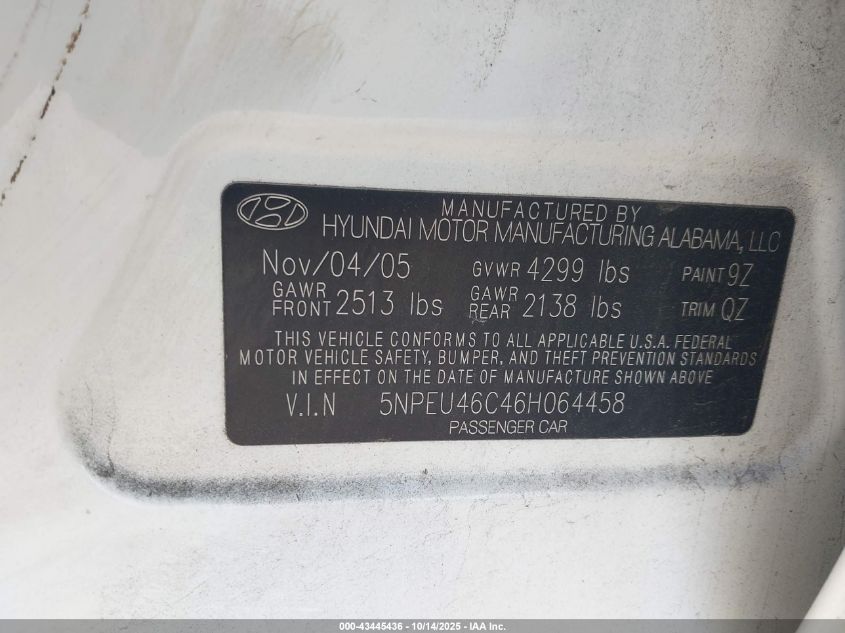 MANUFACTURED BY
HYUNDAI MOTOR MANUFACTURING ALABAMA, LLC
Nov/04/05 GVWR 4299 lbs PAINT 9Z
GAWR FRONT 2513 lbs GAWR REAR 2138 lbs TRIM QZ
THIS VEHICLE CONFORMS TO ALL APPLICABLE U.S.A. FEDERAL
MOTOR VEHICLE SAFETY, BUMPER, AND THEFT PREVENTION STANDARDS
IN EFFECT ON THE DATE OF MANUFACTURE SHOWN ABOVE
V.I.N 5NPEU46C46H064458
PASSENGER CAR
000-43445436 - 10/14/2025 - IAA Inc.